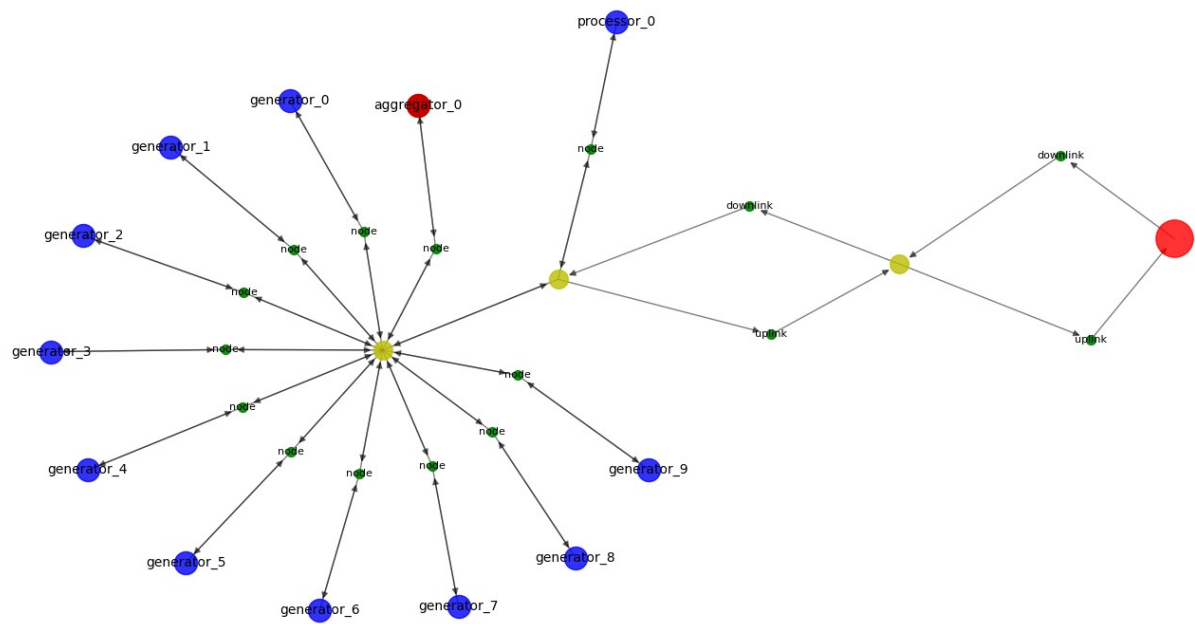 processor_0
generator_0
aggregator_0
generator_1
node
downlink
downlink
generator_2
node
node
node
node
uplink
uplink
generator_3
node
node
node
node
generator_4
node
node
node
generator_9
node
generator_5
generator_8
generator_6
generator_7